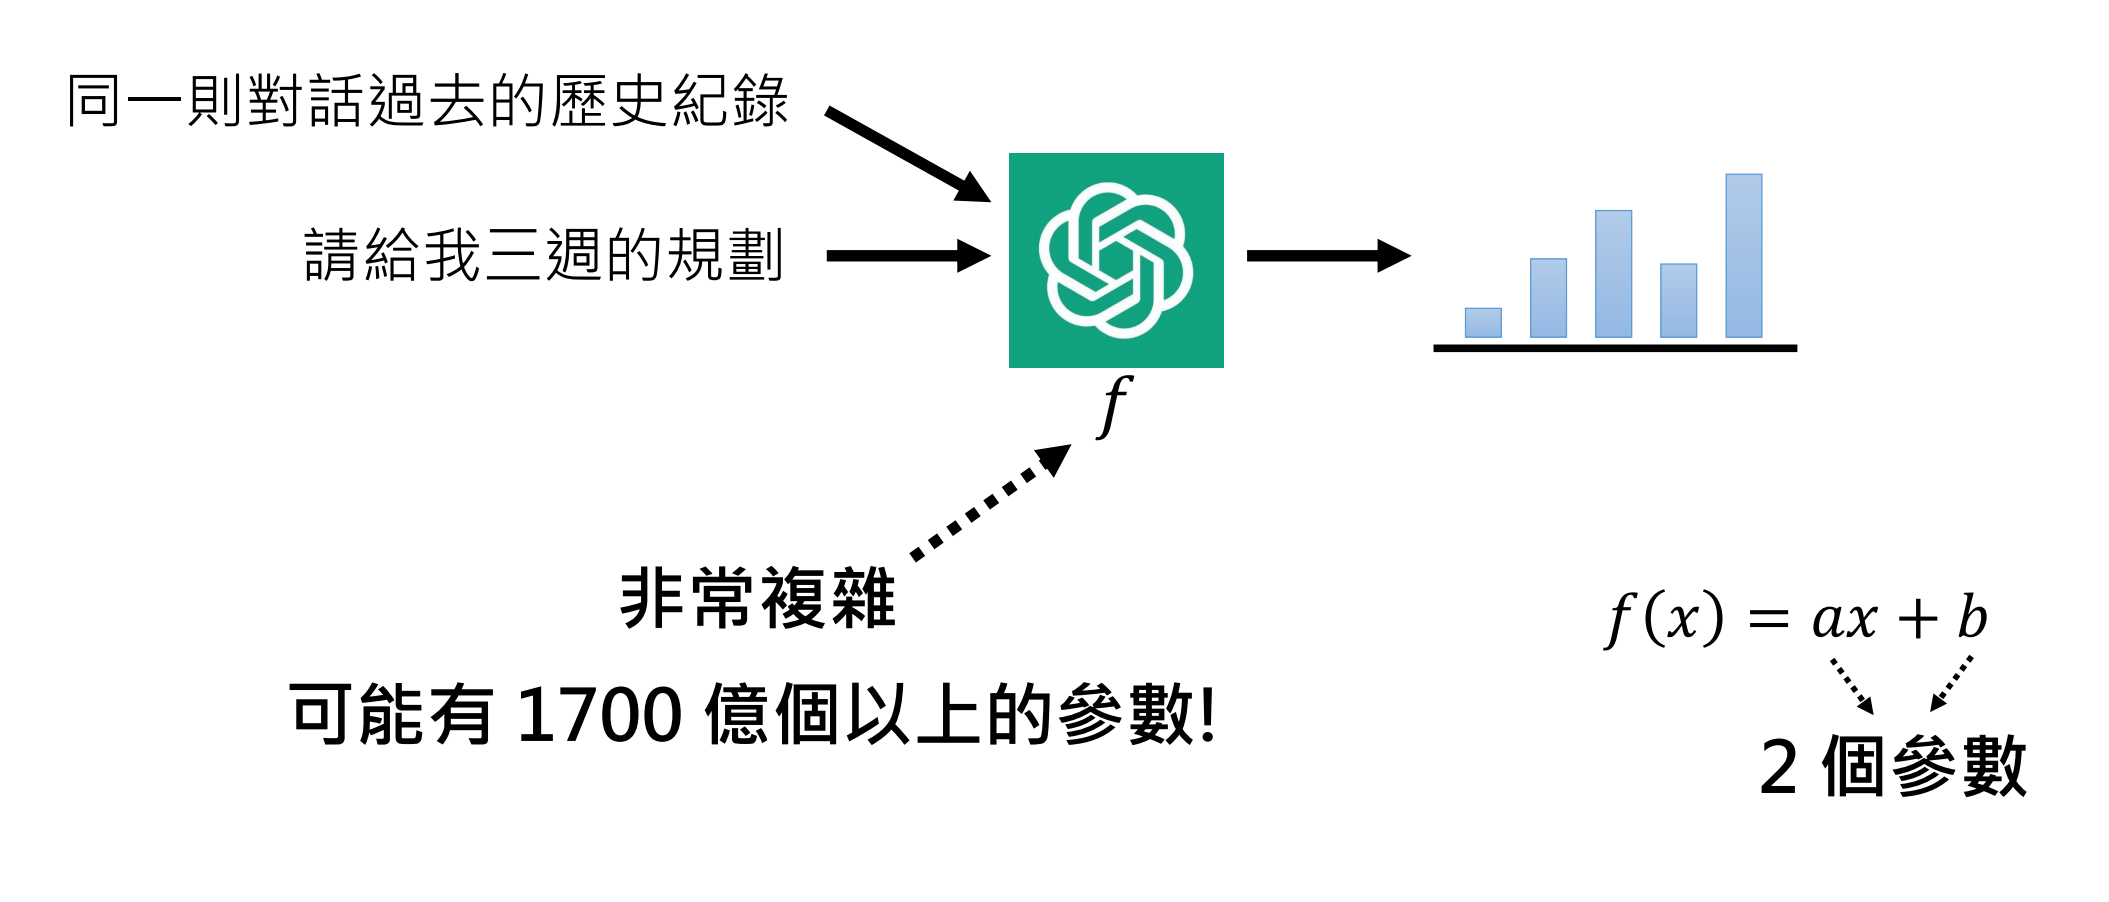 同一則對話過去的歷史紀錄
請給我三週的規劃
f
非常複雜
可能有 1700 億個以上的參數!
f(x) = ax + b
2 個參數